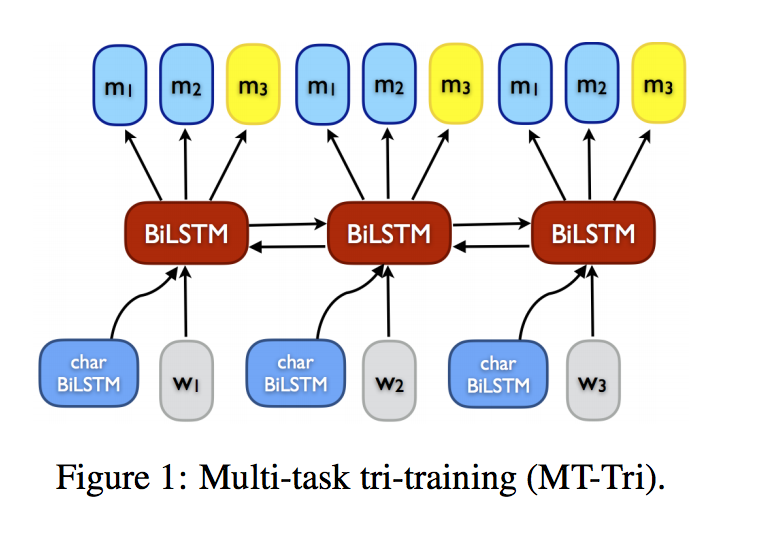 m1 m2 m3 m1 m2 m3 m1 m2 m3
BiLSTM BiLSTM BiLSTM
char
BiLSTM
w1
char
BiLSTM
w2
char
BiLSTM
w3
Figure 1: Multi-task tri-training (MT-Tri).